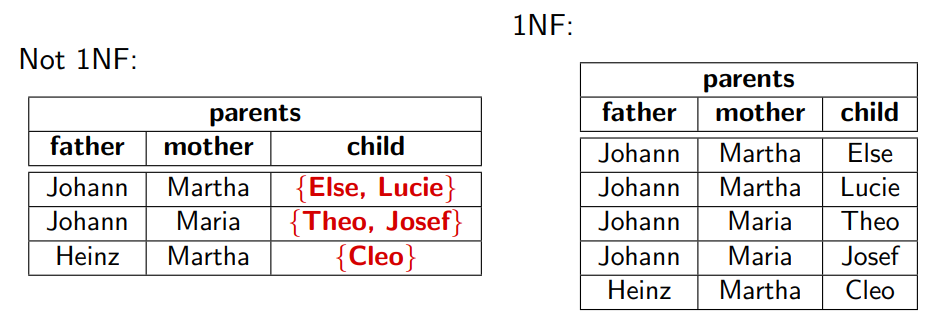 Not 1NF:
parents
father mother child
Johann Martha {Else, Lucie}
Johann Maria {Theo, Josef}
Heinz Martha {Cleo}
1NF:
parents
father mother child
Johann Martha Else
Johann Martha Lucie
Johann Maria Theo
Johann Maria Josef
Heinz Martha Cleo